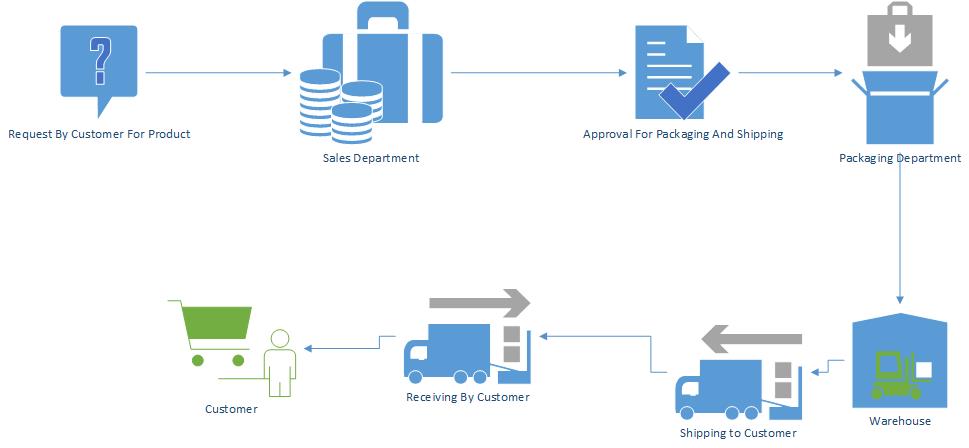 ?
Request By Customer For Product
Sales Department
Approval For Packaging And Shipping
Packaging Department
Warehouse
Shipping to Customer
Receiving By Customer
Customer